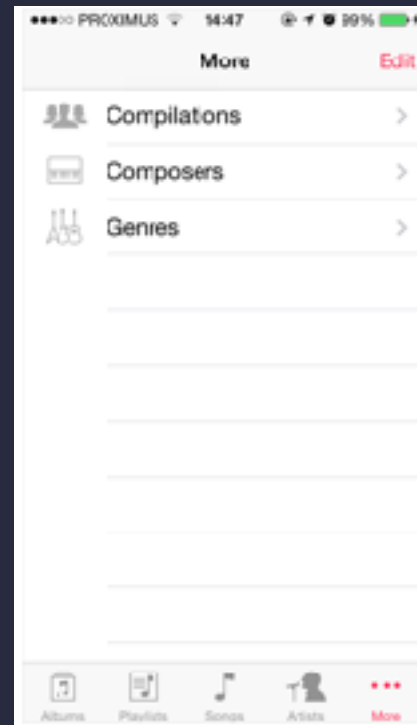 PROXIMUS 14:47 99%
More Edit
Compilations
Composers
Genres
Albums Playlists Songs Artists More